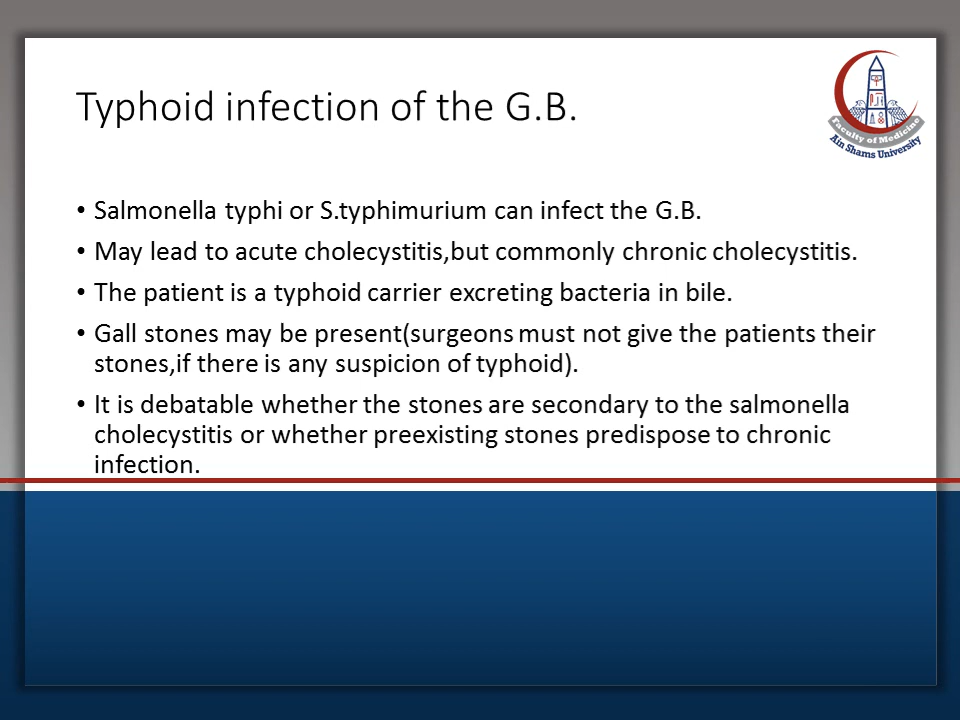 Typhoid infection of the G.B.
Faculty of Medicine
Ain Shams University
• Salmonella typhi or S.typhimurium can infect the G.B.
• May lead to acute cholecystitis,but commonly chronic cholecystitis.
• The patient is a typhoid carrier excreting bacteria in bile.
• Gall stones may be present(surgeons must not give the patients their
stones,if there is any suspicion of typhoid).
• It is debatable whether the stones are secondary to the salmonella
cholecystitis or whether preexisting stones predispose to chronic
infection.